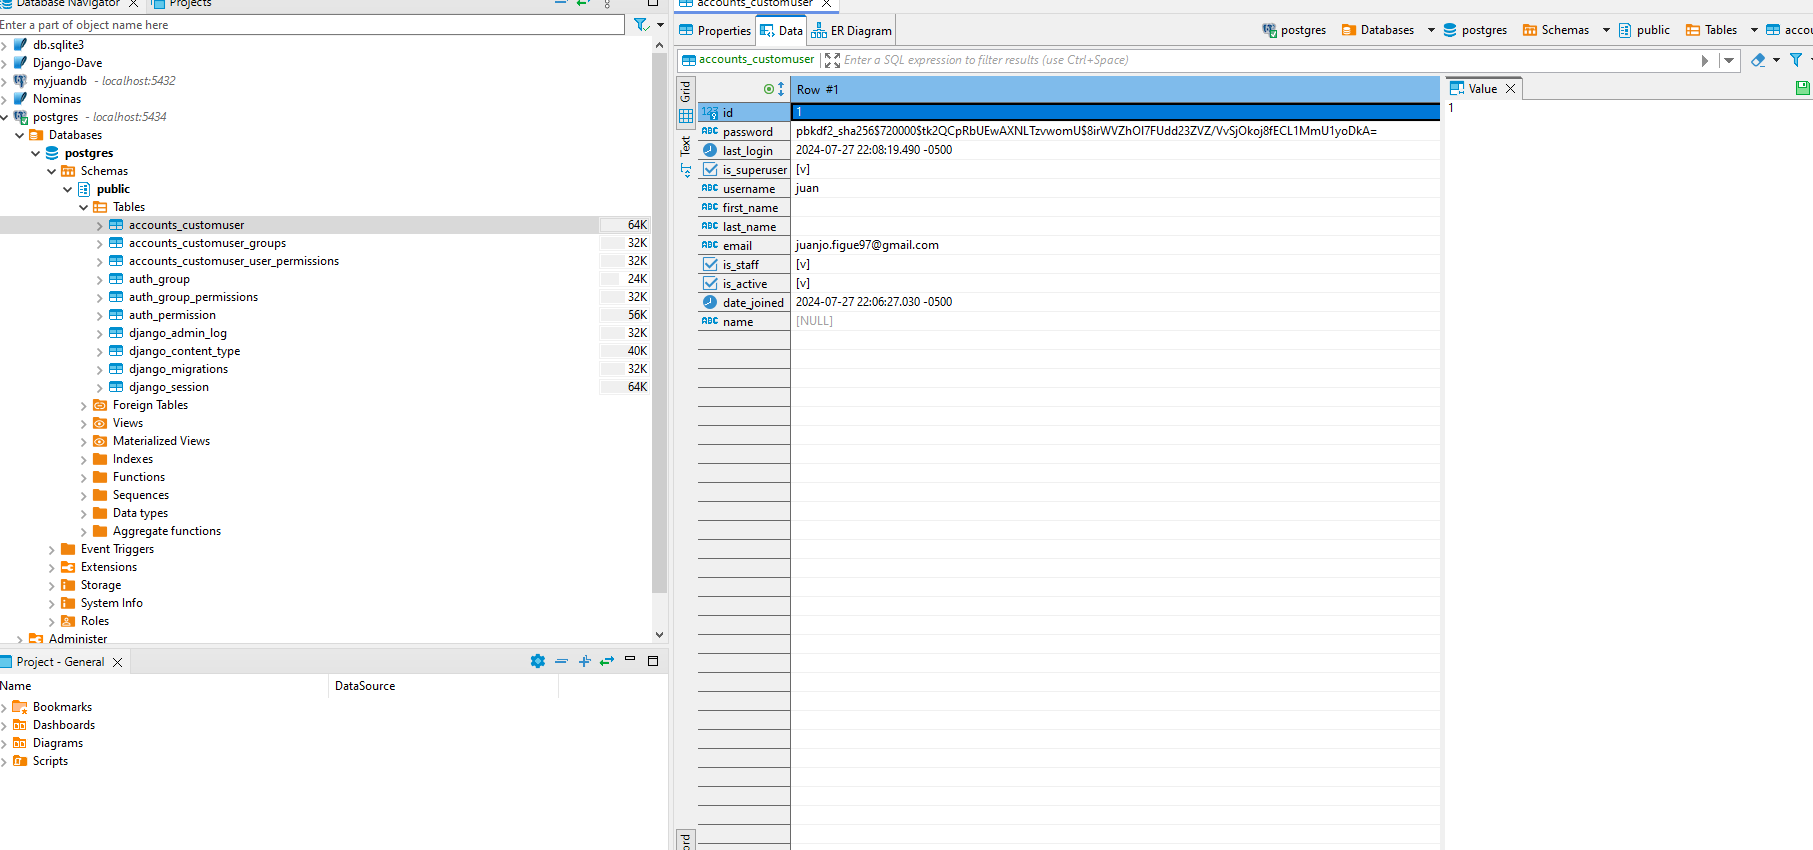 Database Navigator
Projects
Enter a part of object name here
db.sqlite3
Django-Dave
myjuandb - localhost:5432
Nominas
postgres - localhost:5434
Databases
postgres
Schemas
public
Tables
accounts_customuser 64K
accounts_customuser_groups 32K
accounts_customuser_user_permissions 32K
auth_group 24K
auth_group_permissions 32K
auth_permission 56K
django_admin_log 32K
django_content_type 40K
django_migrations 32K
django_session 64K
Foreign Tables
Views
Materialized Views
Indexes
Functions
Sequences
Data types
Aggregate functions
Event Triggers
Extensions
Storage
System Info
Roles
Administer
Project - General
Name DataSource
Bookmarks
Dashboards
Diagrams
Scripts
accounts_customuser
Properties Data ER Diagram
postgres Databases postgres Schemas public Tables accou
accounts_customuser Enter a SQL expression to filter results (use Ctrl+Space)
Grid
Text
Row #1
123 id 1
ABC password pbkdf2_sha256$720000$tk2QCpRbUEwAXNLTzvwomU$8irWVZhOI7FUdd23ZVZ/VvSjOkoj8fECL1MmU1yoDkA=
last_login 2024-07-27 22:08:19.490 -0500
is_superuser [v]
ABC username juan
ABC first_name
ABC last_name
ABC email juanjo.figue97@gmail.com
is_staff [v]
is_active [v]
date_joined 2024-07-27 22:06:27.030 -0500
ABC name [NULL]
Value
1